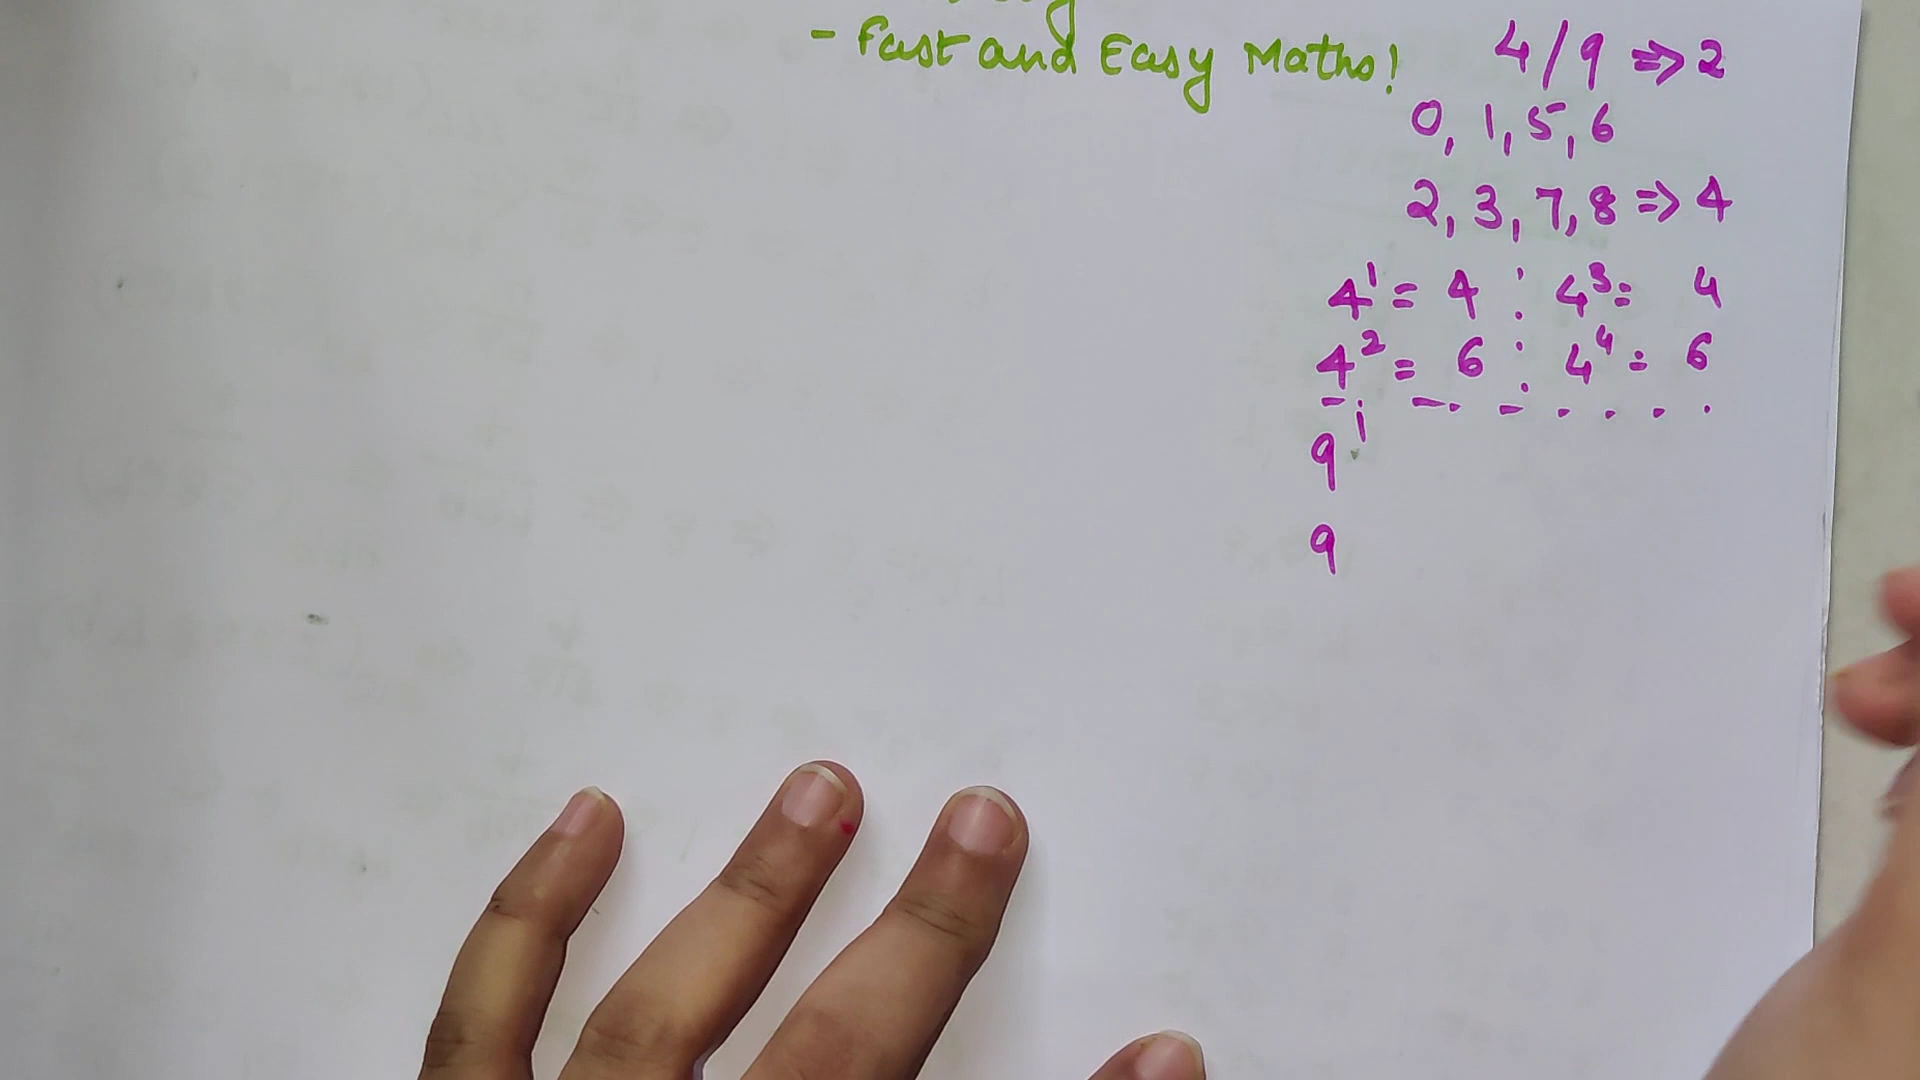 - Fast and Easy Maths!
4/9 => 2
0, 1, 5, 6
2, 3, 7, 8 => 4
4¹ = 4 : 4³ = 4
4² = 6 : 4⁴ = 6
9¹
9